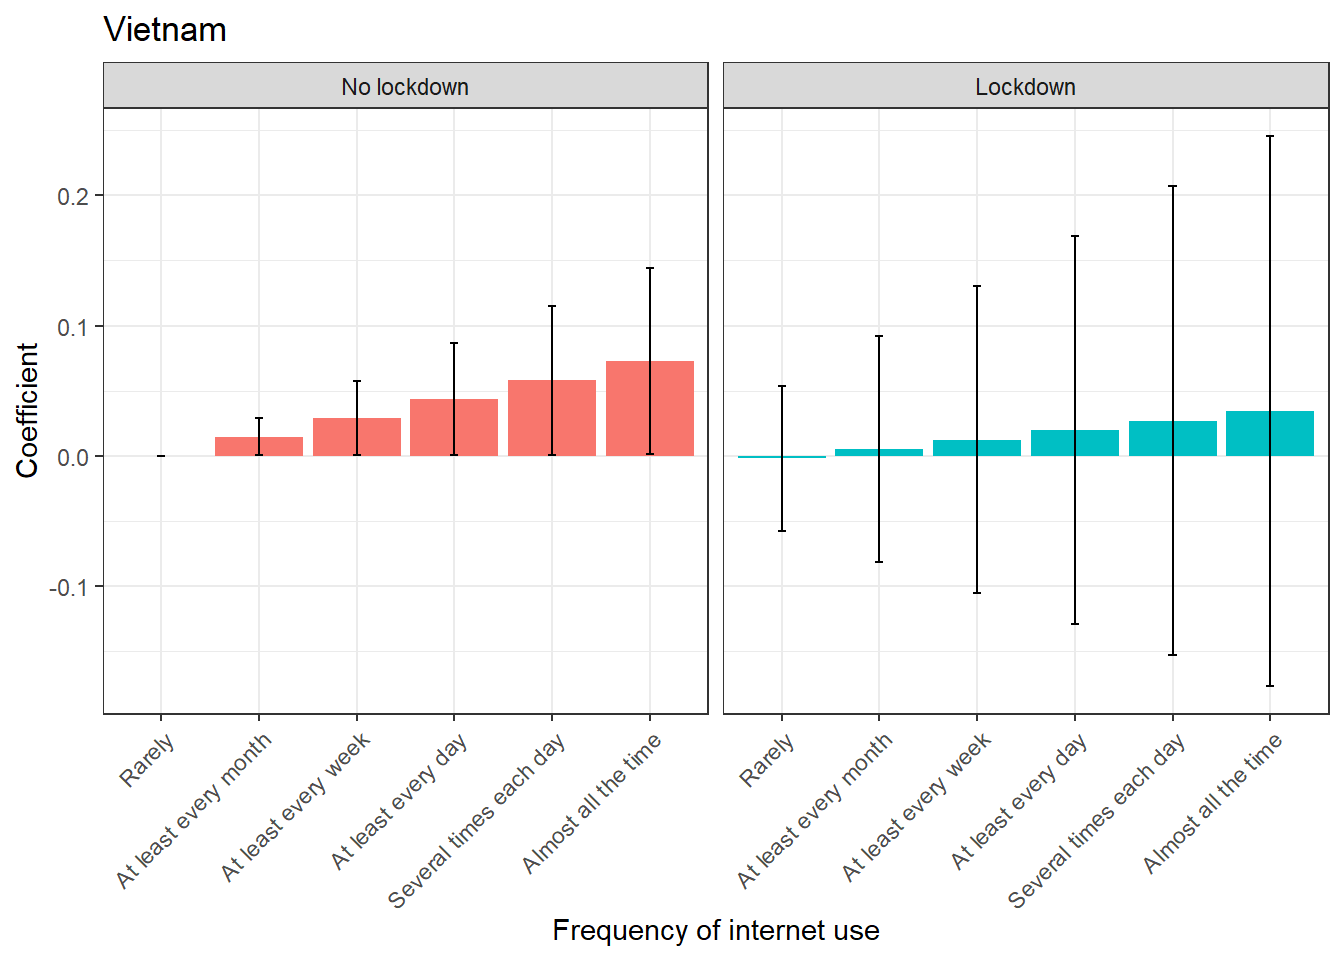 Vietnam
No lockdown
Lockdown
Coefficient
0.2
0.1
0.0
-0.1
Rarely
At least every month
At least every week
At least every day
Several times each day
Almost all the time
Rarely
At least every month
At least every week
At least every day
Several times each day
Almost all the time
Frequency of internet use